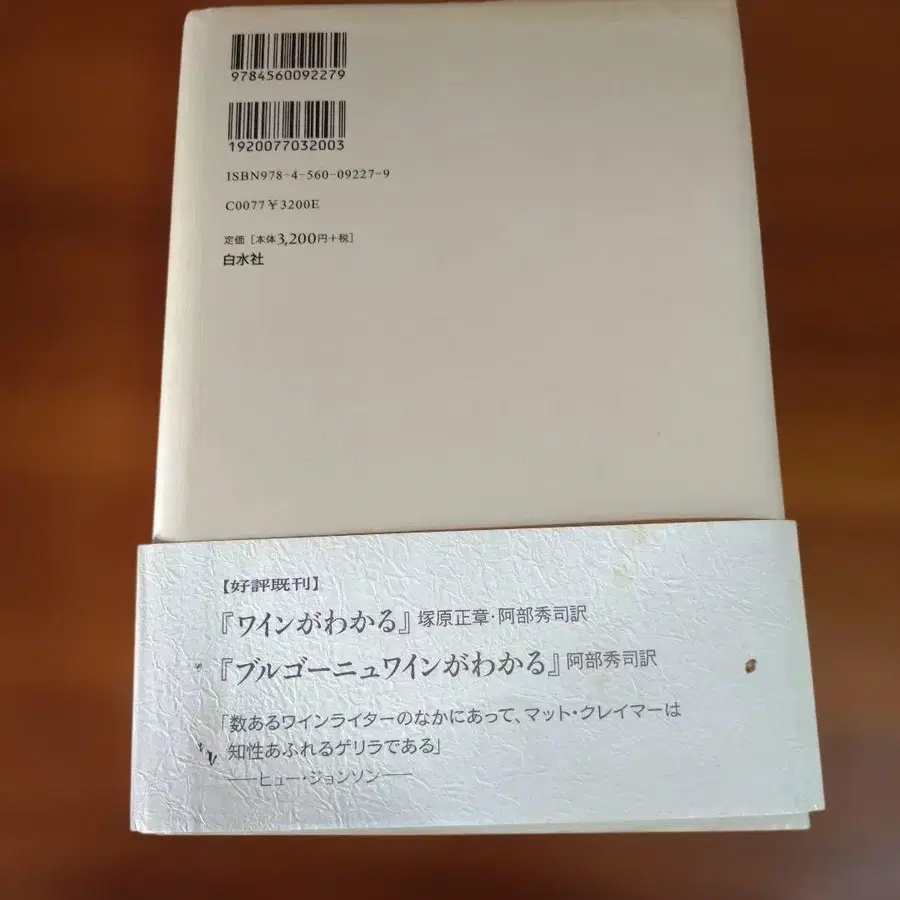 9784560092279
1920077032003
ISBN978-4-560-09227-9
C0077￥3200E
定価 [本体3,200円+税]
白水社
【好評既刊】
『ワインがわかる』塚原正章・阿部秀司訳
『ブルゴーニュワインがわかる』阿部秀司訳
「数あるワインライターのなかにあって、マット・クレイマーは
知性あふれるゲリラである」
──ヒュー・ジョンソン──